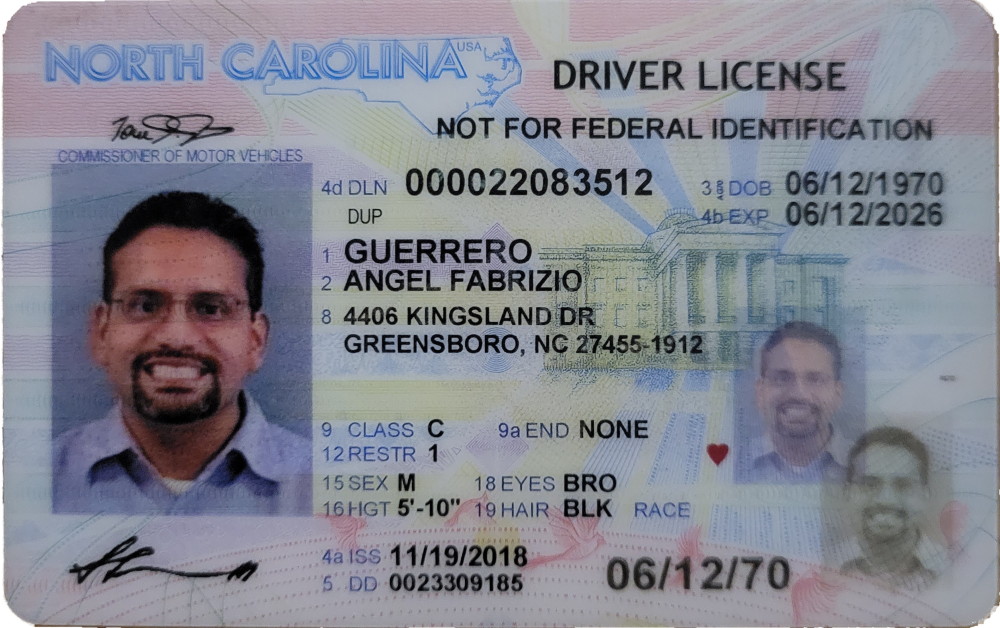 NORTH CAROLINA USA
DRIVER LICENSE
NOT FOR FEDERAL IDENTIFICATION
COMMISSIONER OF MOTOR VEHICLES
4d DLN 000022083512 3 DOB 06/12/1970
DUP 4b EXP 06/12/2026
1 GUERRERO
2 ANGEL FABRIZIO
8 4406 KINGSLAND DR
GREENSBORO, NC 27455-1912
9 CLASS C 9a END NONE
12 RESTR 1
15 SEX M 18 EYES BRO
16 HGT 5'-10" 19 HAIR BLK RACE
4a ISS 11/19/2018
5 DD 0023309185
06/12/70